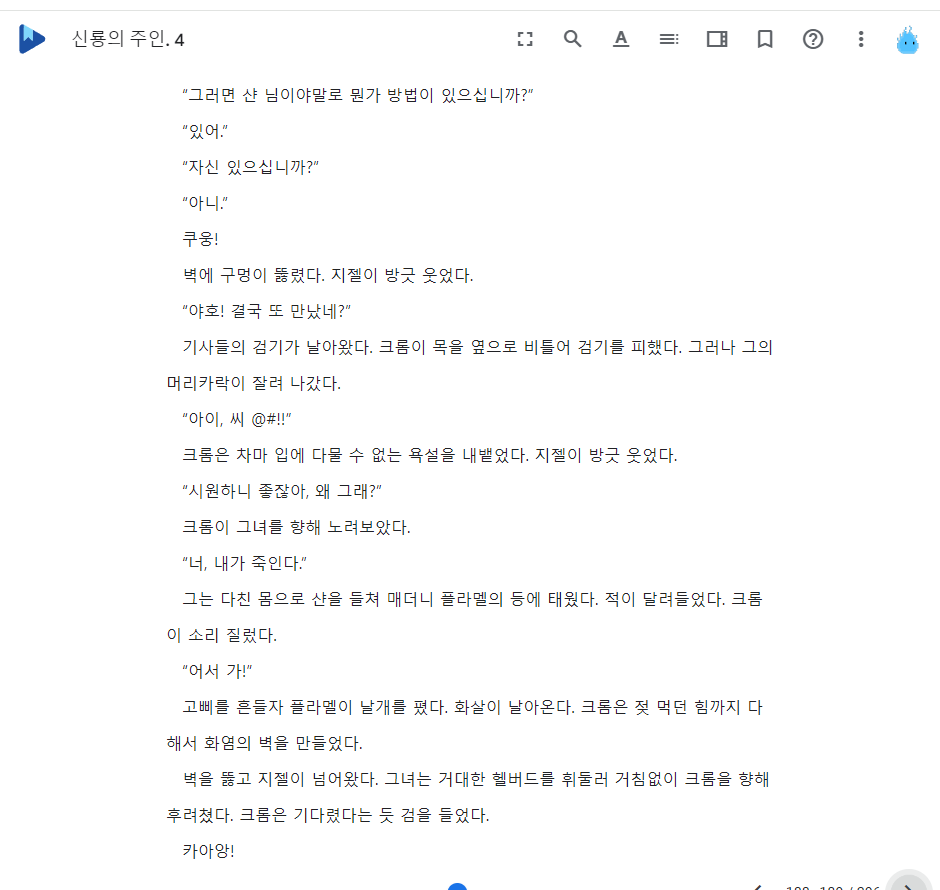 신룡의 주인. 4
“그러면 샨 님이야말로 뭔가 방법이 있으십니까?”
“있어.”
“자신 있으십니까?”
“아니.”
쿠웅!
벽에 구멍이 뚫렸다. 지젤이 방긋 웃었다.
“야호! 결국 또 만났네?”
기사들의 검기가 날아왔다. 크롬이 목을 옆으로 비틀어 검기를 피했다. 그러나 그의
머리카락이 잘려 나갔다.
“아이, 씨 @#!!”
크롬은 차마 입에 다물 수 없는 욕설을 내뱉었다. 지젤이 방긋 웃었다.
“시원하니 좋잖아, 왜 그래?”
크롬이 그녀를 향해 노려보았다.
“너, 내가 죽인다.”
그는 다친 몸으로 샨을 들쳐 매더니 플라멜의 등에 태웠다. 적이 달려들었다. 크롬
이 소리 질렀다.
“어서 가!”
고삐를 흔들자 플라멜이 날개를 폈다. 화살이 날아온다. 크롬은 젖 먹던 힘까지 다
해서 화염의 벽을 만들었다.
벽을 뚫고 지젤이 넘어왔다. 그녀는 거대한 헬버드를 휘둘러 거침없이 크롬을 향해
후려쳤다. 크롬은 기다렸다는 듯 검을 들었다.
카아앙!